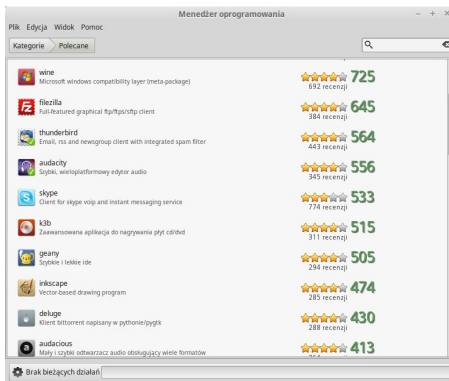 Menedżer oprogramowania
Plik Edycja Widok Pomoc
Kategorie Polecane
wine 725
Microsoft windows compatibility layer (meta-package) 692 recenzji
filezilla 645
Full-featured graphical ftp/ftps/sftp client 384 recenzji
thunderbird 564
Email, rss and newsgroup client with integrated spam filter 443 recenzji
audacity 556
Szybki, wieloplatformowy edytor audio 345 recenzji
skype 533
Client for skype voip and instant messaging service 774 recenzji
k3b 515
Zaawansowana aplikacja do nagrywania płyt cd/dvd 311 recenzji
geany 505
Szybkie i lekkie ide 294 recenzji
inkscape 474
Vector-based drawing program 285 recenzji
deluge 430
Klient bittorrent napisany w pythonie/pygtk 288 recenzji
audacious 413
Mały i szybki odtwarzacz audio obsługujący wiele formatów
Brak bieżących działań